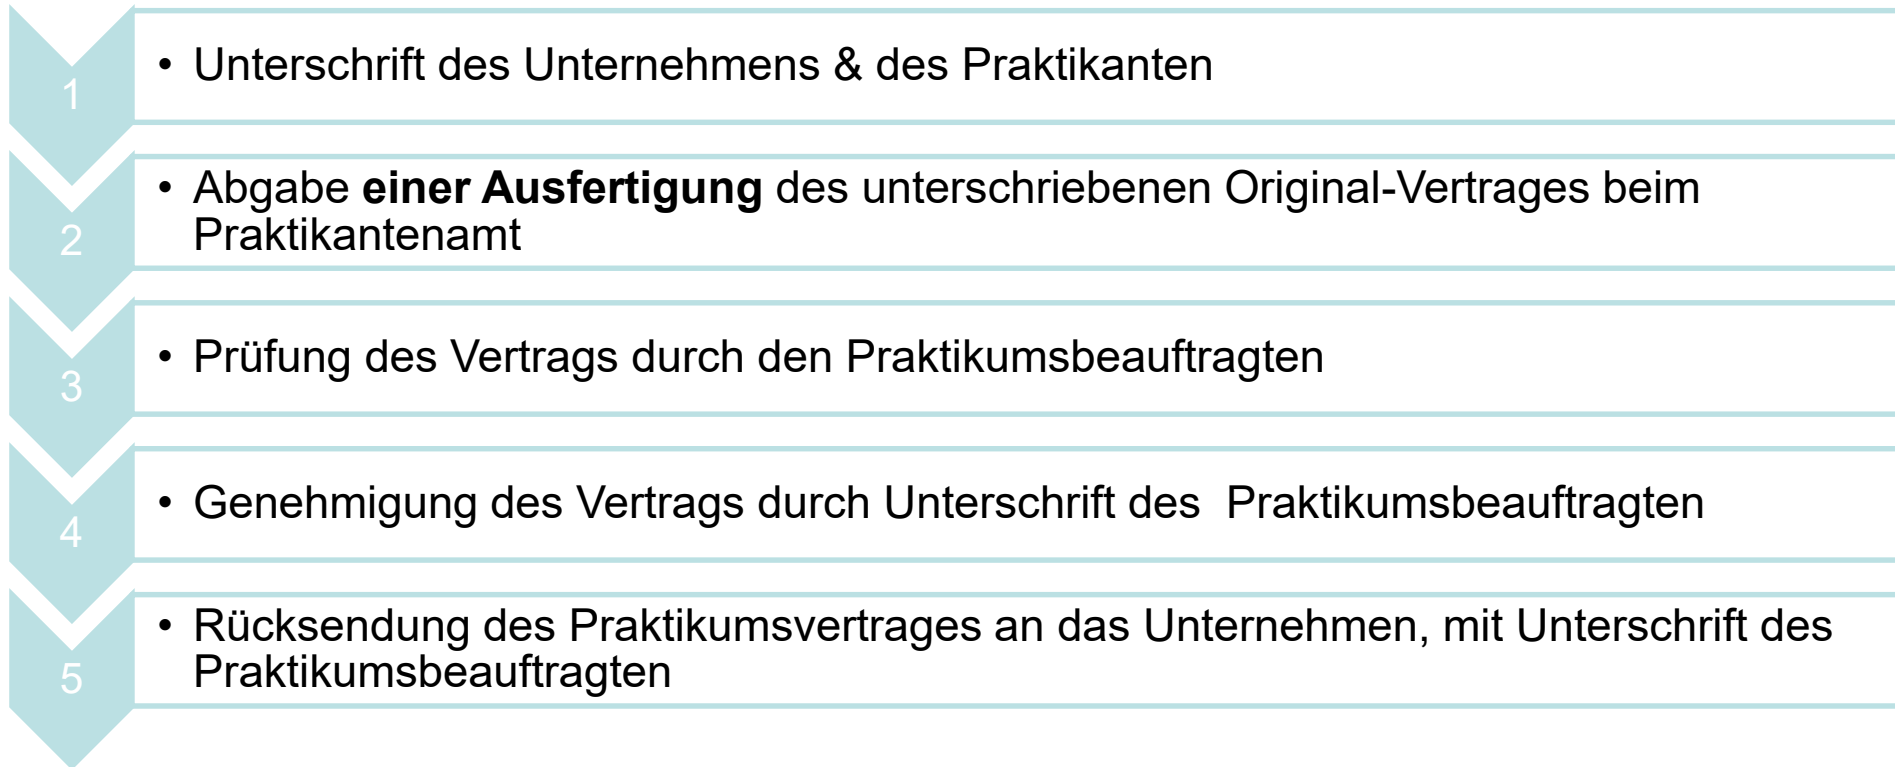 1
• Unterschrift des Unternehmens & des Praktikanten
2
• Abgabe einer Ausfertigung des unterschriebenen Original-Vertrages beim
Praktikantenamt
3
• Prüfung des Vertrags durch den Praktikumsbeauftragten
4
• Genehmigung des Vertrags durch Unterschrift des  Praktikumsbeauftragten
5
• Rücksendung des Praktikumsvertrages an das Unternehmen, mit Unterschrift des
Praktikumsbeauftragten